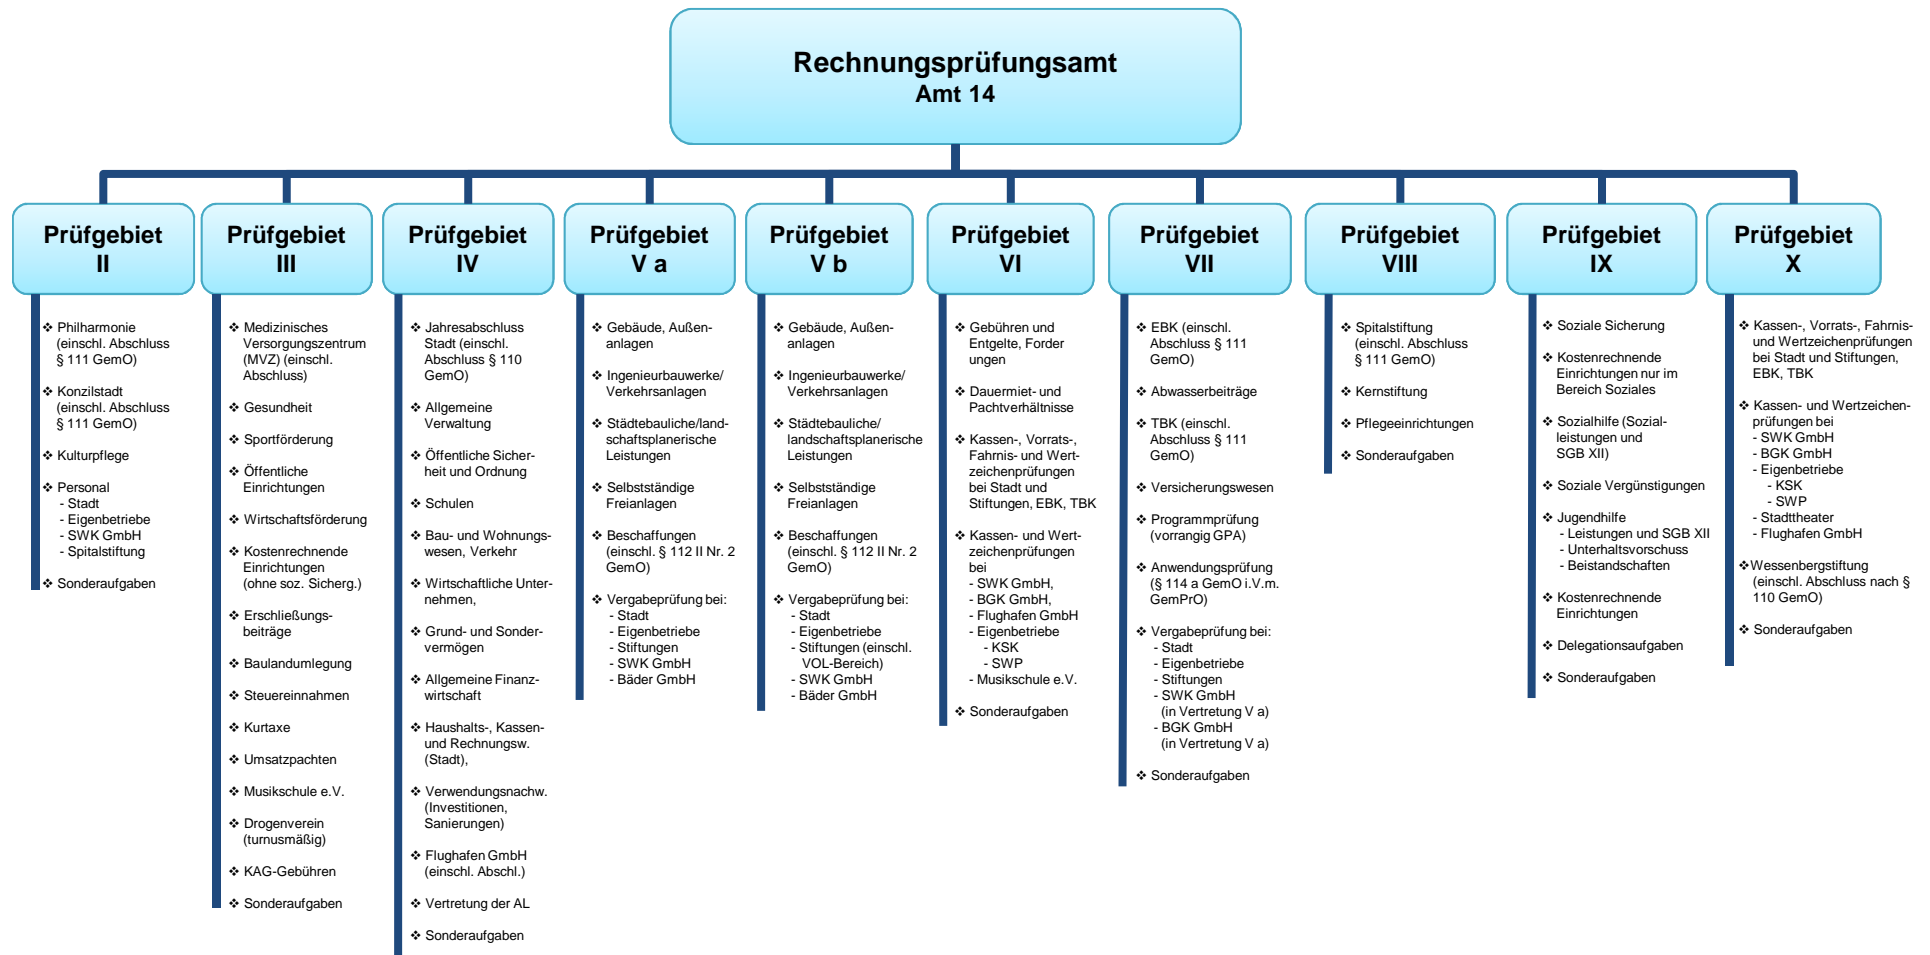 Rechnungsprüfungsamt
Amt 14
Prüfgebiet
II
❖ Philharmonie
(einschl. Abschluss
§ 111 GemO)
❖ Konzilstadt
(einschl. Abschluss
§ 111 GemO)
❖ Kulturpflege
❖ Personal
- Stadt
- Eigenbetriebe
- SWK GmbH
- Spitalstiftung
❖ Sonderaufgaben
Prüfgebiet
III
❖ Medizinisches
Versorgungszentrum
(MVZ) (einschl.
Abschluss)
❖ Gesundheit
❖ Sportförderung
❖ Öffentliche
Einrichtungen
❖ Wirtschaftsförderung
❖ Kostenrechnende
Einrichtungen
(ohne soz. Sicherg.)
❖ Erschließungs-
beiträge
❖ Baulandumlegung
❖ Steuereinnahmen
❖ Kurtaxe
❖ Umsatzpachten
❖ Musikschule e.V.
❖ Drogenverein
(turnusmäßig)
❖ KAG-Gebühren
❖ Sonderaufgaben
Prüfgebiet
IV
❖ Jahresabschluss
Stadt (einschl.
Abschluss § 110
GemO)
❖ Allgemeine
Verwaltung
❖ Öffentliche Sicher-
heit und Ordnung
❖ Schulen
❖ Bau- und Wohnungs-
wesen, Verkehr
❖ Wirtschaftliche Unter-
nehmen,
❖ Grund- und Sonder-
vermögen
❖ Allgemeine Finanz-
wirtschaft
❖ Haushalts-, Kassen-
und Rechnungsw.
(Stadt),
❖ Verwendungsnachw.
(Investitionen,
Sanierungen)
❖ Flughafen GmbH
(einschl. Abschl.)
❖ Vertretung der AL
❖ Sonderaufgaben
Prüfgebiet
V a
❖ Gebäude, Außen-
anlagen
❖ Ingenieurbauwerke/
Verkehrsanlagen
❖ Städtebauliche/land-
schaftsplanerische
Leistungen
❖ Selbstständige
Freianlagen
❖ Beschaffungen
(einschl. § 112 II Nr. 2
GemO)
❖ Vergabeprüfung bei:
- Stadt
- Eigenbetriebe
- Stiftungen
- SWK GmbH
- Bäder GmbH
Prüfgebiet
V b
❖ Gebäude, Außen-
anlagen
❖ Ingenieurbauwerke/
Verkehrsanlagen
❖ Städtebauliche/
landschaftsplanerische
Leistungen
❖ Selbstständige
Freianlagen
❖ Beschaffungen
(einschl. § 112 II Nr. 2
GemO)
❖ Vergabeprüfung bei:
- Stadt
- Eigenbetriebe
- Stiftungen (einschl.
VOL-Bereich)
- SWK GmbH
- Bäder GmbH
Prüfgebiet
VI
❖ Gebühren und
Entgelte, Forder
ungen
❖ Dauermiet- und
Pachtverhältnisse
❖ Kassen-, Vorrats-,
Fahrnis- und Wert-
zeichenprüfungen
bei Stadt und
Stiftungen, EBK, TBK
❖ Kassen- und Wert-
zeichenprüfungen
bei
- SWK GmbH,
- BGK GmbH,
- Flughafen GmbH
- Eigenbetriebe
- KSK
- SWP
- Musikschule e.V.
❖ Sonderaufgaben
Prüfgebiet
VII
❖ EBK (einschl.
Abschluss § 111
GemO)
❖ Abwasserbeiträge
❖ TBK (einschl.
Abschluss § 111
GemO)
❖ Versicherungswesen
❖ Programmprüfung
(vorrangig GPA)
❖ Anwendungsprüfung
(§ 114 a GemO i.V.m.
GemPrO)
❖ Vergabeprüfung bei:
- Stadt
- Eigenbetriebe
- Stiftungen
- SWK GmbH
(in Vertretung V a)
- BGK GmbH
(in Vertretung V a)
❖ Sonderaufgaben
Prüfgebiet
VIII
❖ Spitalstiftung
(einschl. Abschluss
§ 111 GemO)
❖ Kernstiftung
❖ Pflegeeinrichtungen
❖ Sonderaufgaben
Prüfgebiet
IX
❖ Soziale Sicherung
❖ Kostenrechnende
Einrichtungen nur im
Bereich Soziales
❖ Sozialhilfe (Sozial-
leistungen und
SGB XII)
❖ Soziale Vergünstigungen
❖ Jugendhilfe
- Leistungen und SGB XII
- Unterhaltsvorschuss
- Beistandschaften
❖ Kostenrechnende
Einrichtungen
❖ Delegationsaufgaben
❖ Sonderaufgaben
Prüfgebiet
X
❖ Kassen-, Vorrats-, Fahrnis-
und Wertzeichenprüfungen
bei Stadt und Stiftungen,
EBK, TBK
❖ Kassen- und Wertzeichen-
prüfungen bei
- SWK GmbH
- BGK GmbH
- Eigenbetriebe
- KSK
- SWP
- Stadttheater
- Flughafen GmbH
❖Wessenbergstiftung
(einschl. Abschluss nach §
110 GemO)
❖ Sonderaufgaben